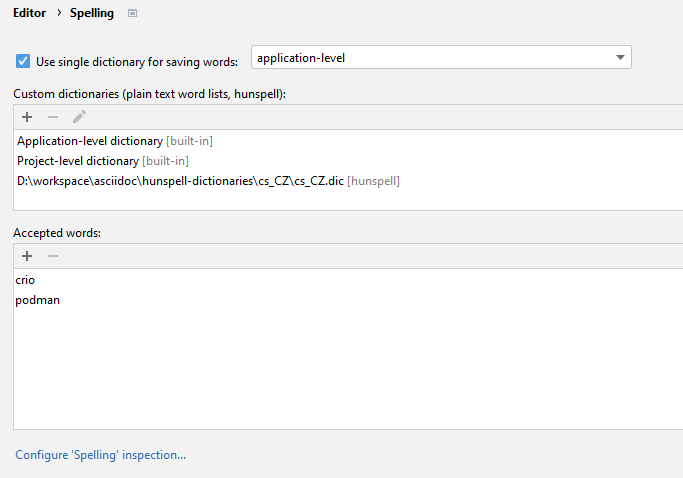 Editor › Spelling
Use single dictionary for saving words: application-level
Custom dictionaries (plain text word lists, hunspell):
Application-level dictionary [built-in]
Project-level dictionary [built-in]
D:\workspace\asciidoc\hunspell-dictionaries\cs_CZ\cs_CZ.dic [hunspell]
Accepted words:
crio
podman
Configure 'Spelling' inspection...